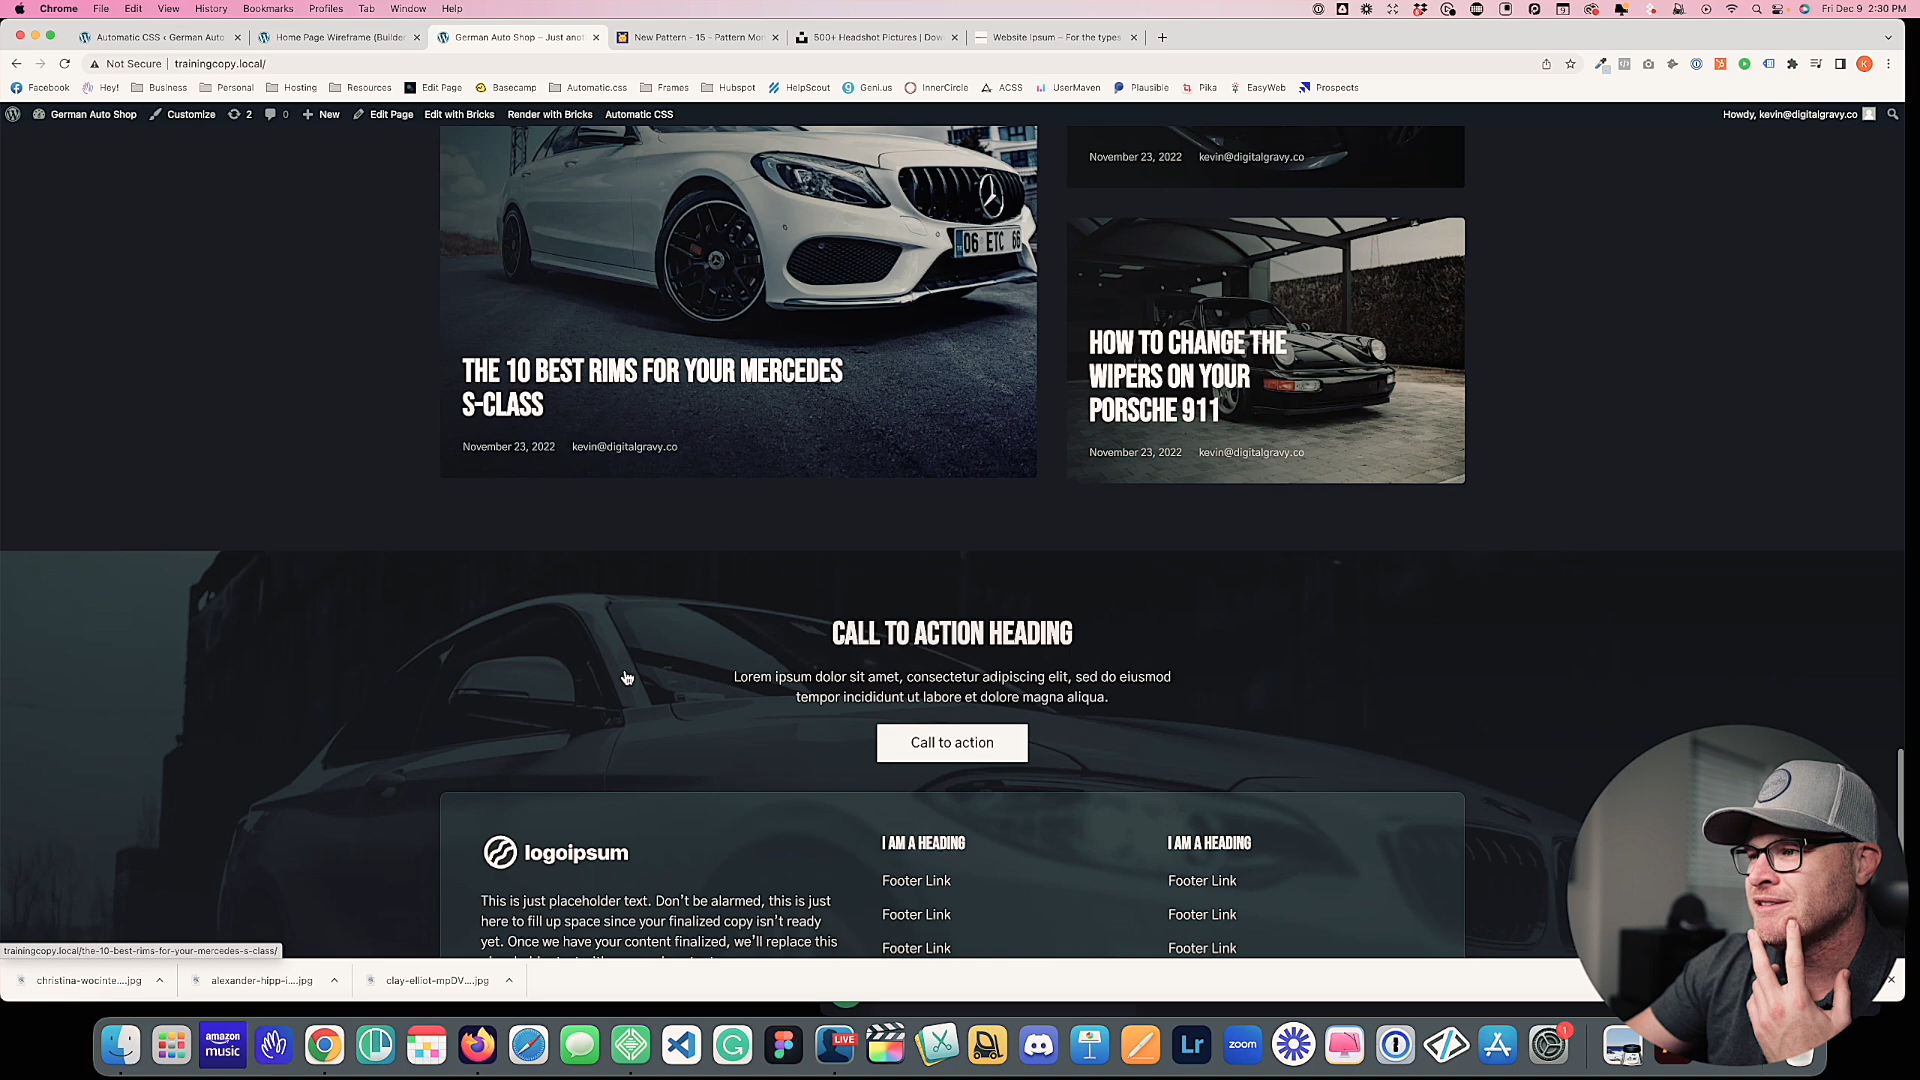 Chrome File Edit View History Bookmarks Profiles Tab Window Help Fri Dec 9 2:30 PM
Automatic CSS ‹ German Auto Home Page Wireframe (Builder German Auto Shop – Just anot New Pattern - 15 - Pattern Mon 500+ Headshot Pictures | Dow Website Ipsum – For the types
Not Secure trainingcopy.local/
Facebook Hey! Business Personal Hosting Resources Edit Page Basecamp Automatic.css Frames Hubspot HelpScout Geni.us InnerCircle ACSS UserMaven Plausible Pika EasyWeb Prospects
German Auto Shop Customize 2 0 New Edit Page Edit with Bricks Render with Bricks Automatic CSS Howdy, kevin@digitalgravy.co
November 23, 2022 kevin@digitalgravy.co
06 ETC 66
THE 10 BEST RIMS FOR YOUR MERCEDES
S-CLASS
November 23, 2022 kevin@digitalgravy.co
HOW TO CHANGE THE
WIPERS ON YOUR
PORSCHE 911
November 23, 2022 kevin@digitalgravy.co
CALL TO ACTION HEADING
Lorem ipsum dolor sit amet, consectetur adipiscing elit, sed do eiusmod
tempor incididunt ut labore et dolore magna aliqua.
Call to action
logoipsum
This is just placeholder text. Don't be alarmed, this is just
here to fill up space since your finalized copy isn't ready
yet. Once we have your content finalized, we'll replace this
I AM A HEADING
Footer Link
Footer Link
Footer Link
I AM A HEADING
Footer Link
Footer Link
Footer Link
trainingcopy.local/the-10-best-rims-for-your-mercedes-s-class/
christina-wocinte....jpg alexander-hipp-i....jpg clay-elliot-mpDV....jpg
amazon music LIVE Lr zoom 1